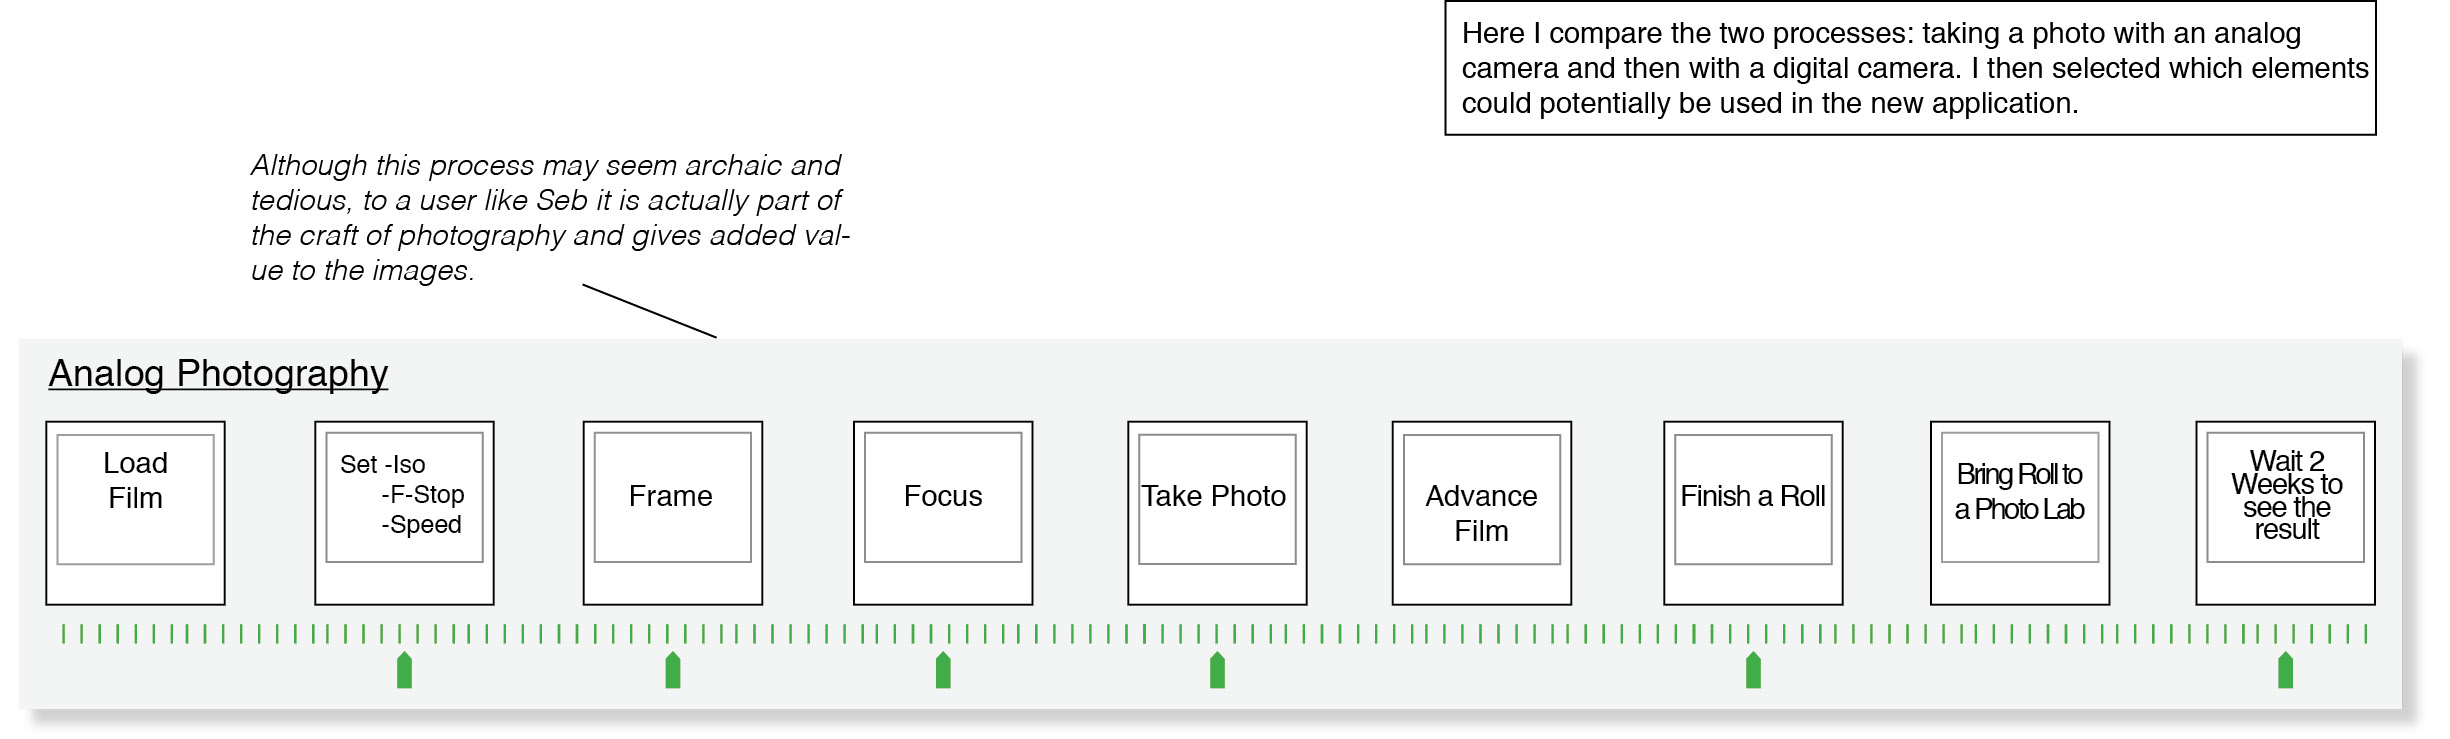 Here I compare the two processes: taking a photo with an analog
camera and then with a digital camera. I then selected which elements
could potentially be used in the new application.
Although this process may seem archaic and
tedious, to a user like Seb it is actually part of
the craft of photography and gives added val-
ue to the images.
Analog Photography
Load
Film
Set -Iso
-F-Stop
-Speed
Frame
Focus
Take Photo
Advance
Film
Finish a Roll
Bring Roll to
a Photo Lab
Wait 2
Weeks to
see the
result